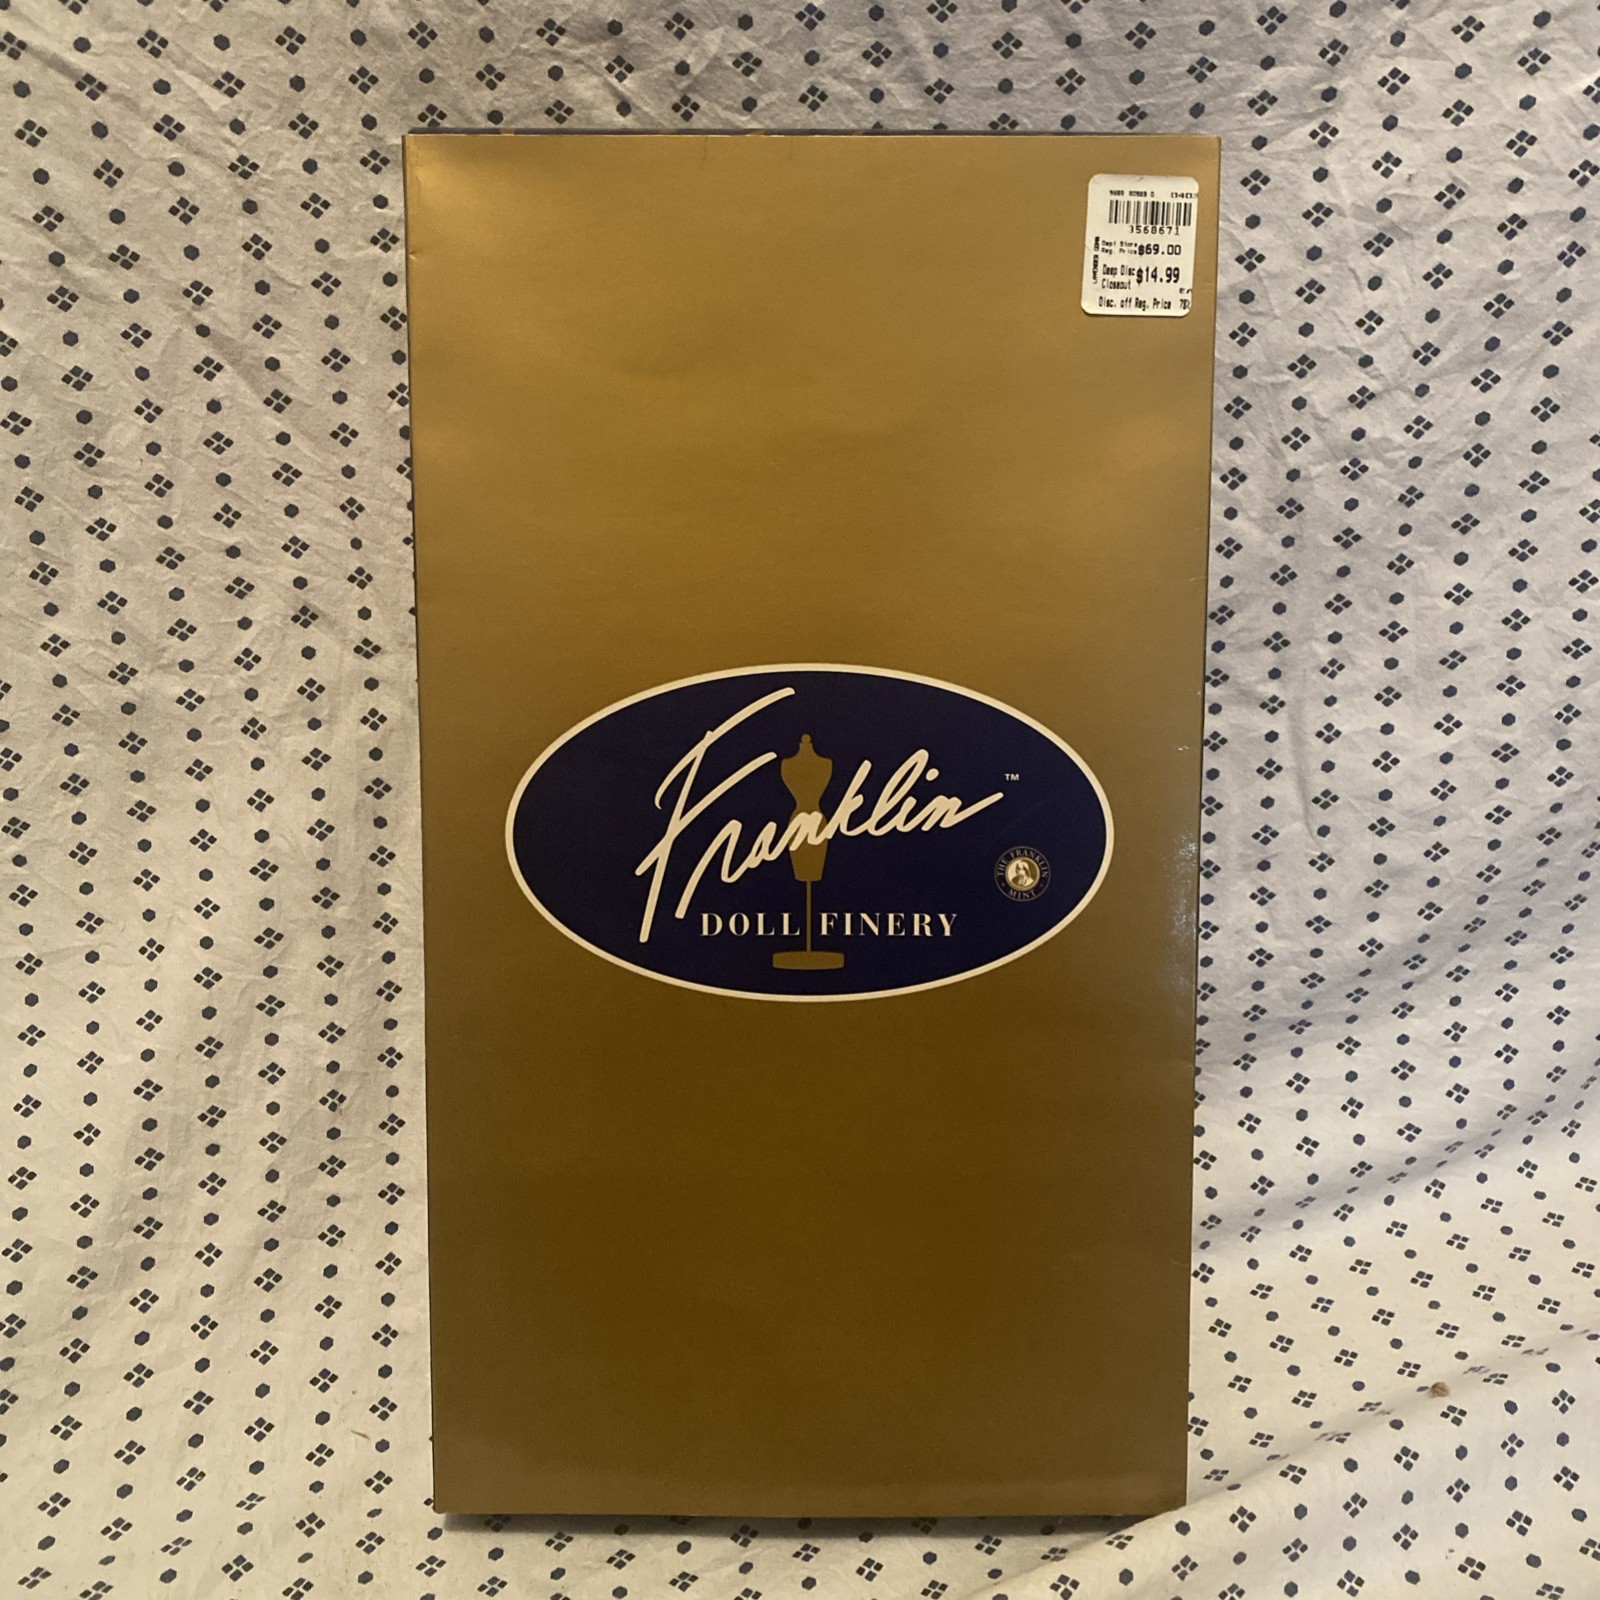 3568671
Dept Store
Reg. Price $69.00
Deep Disc $14.99
Closeout
Disc. off Reg. Price
Franklin ™
DOLL FINERY
THE FRANKLIN
MINT